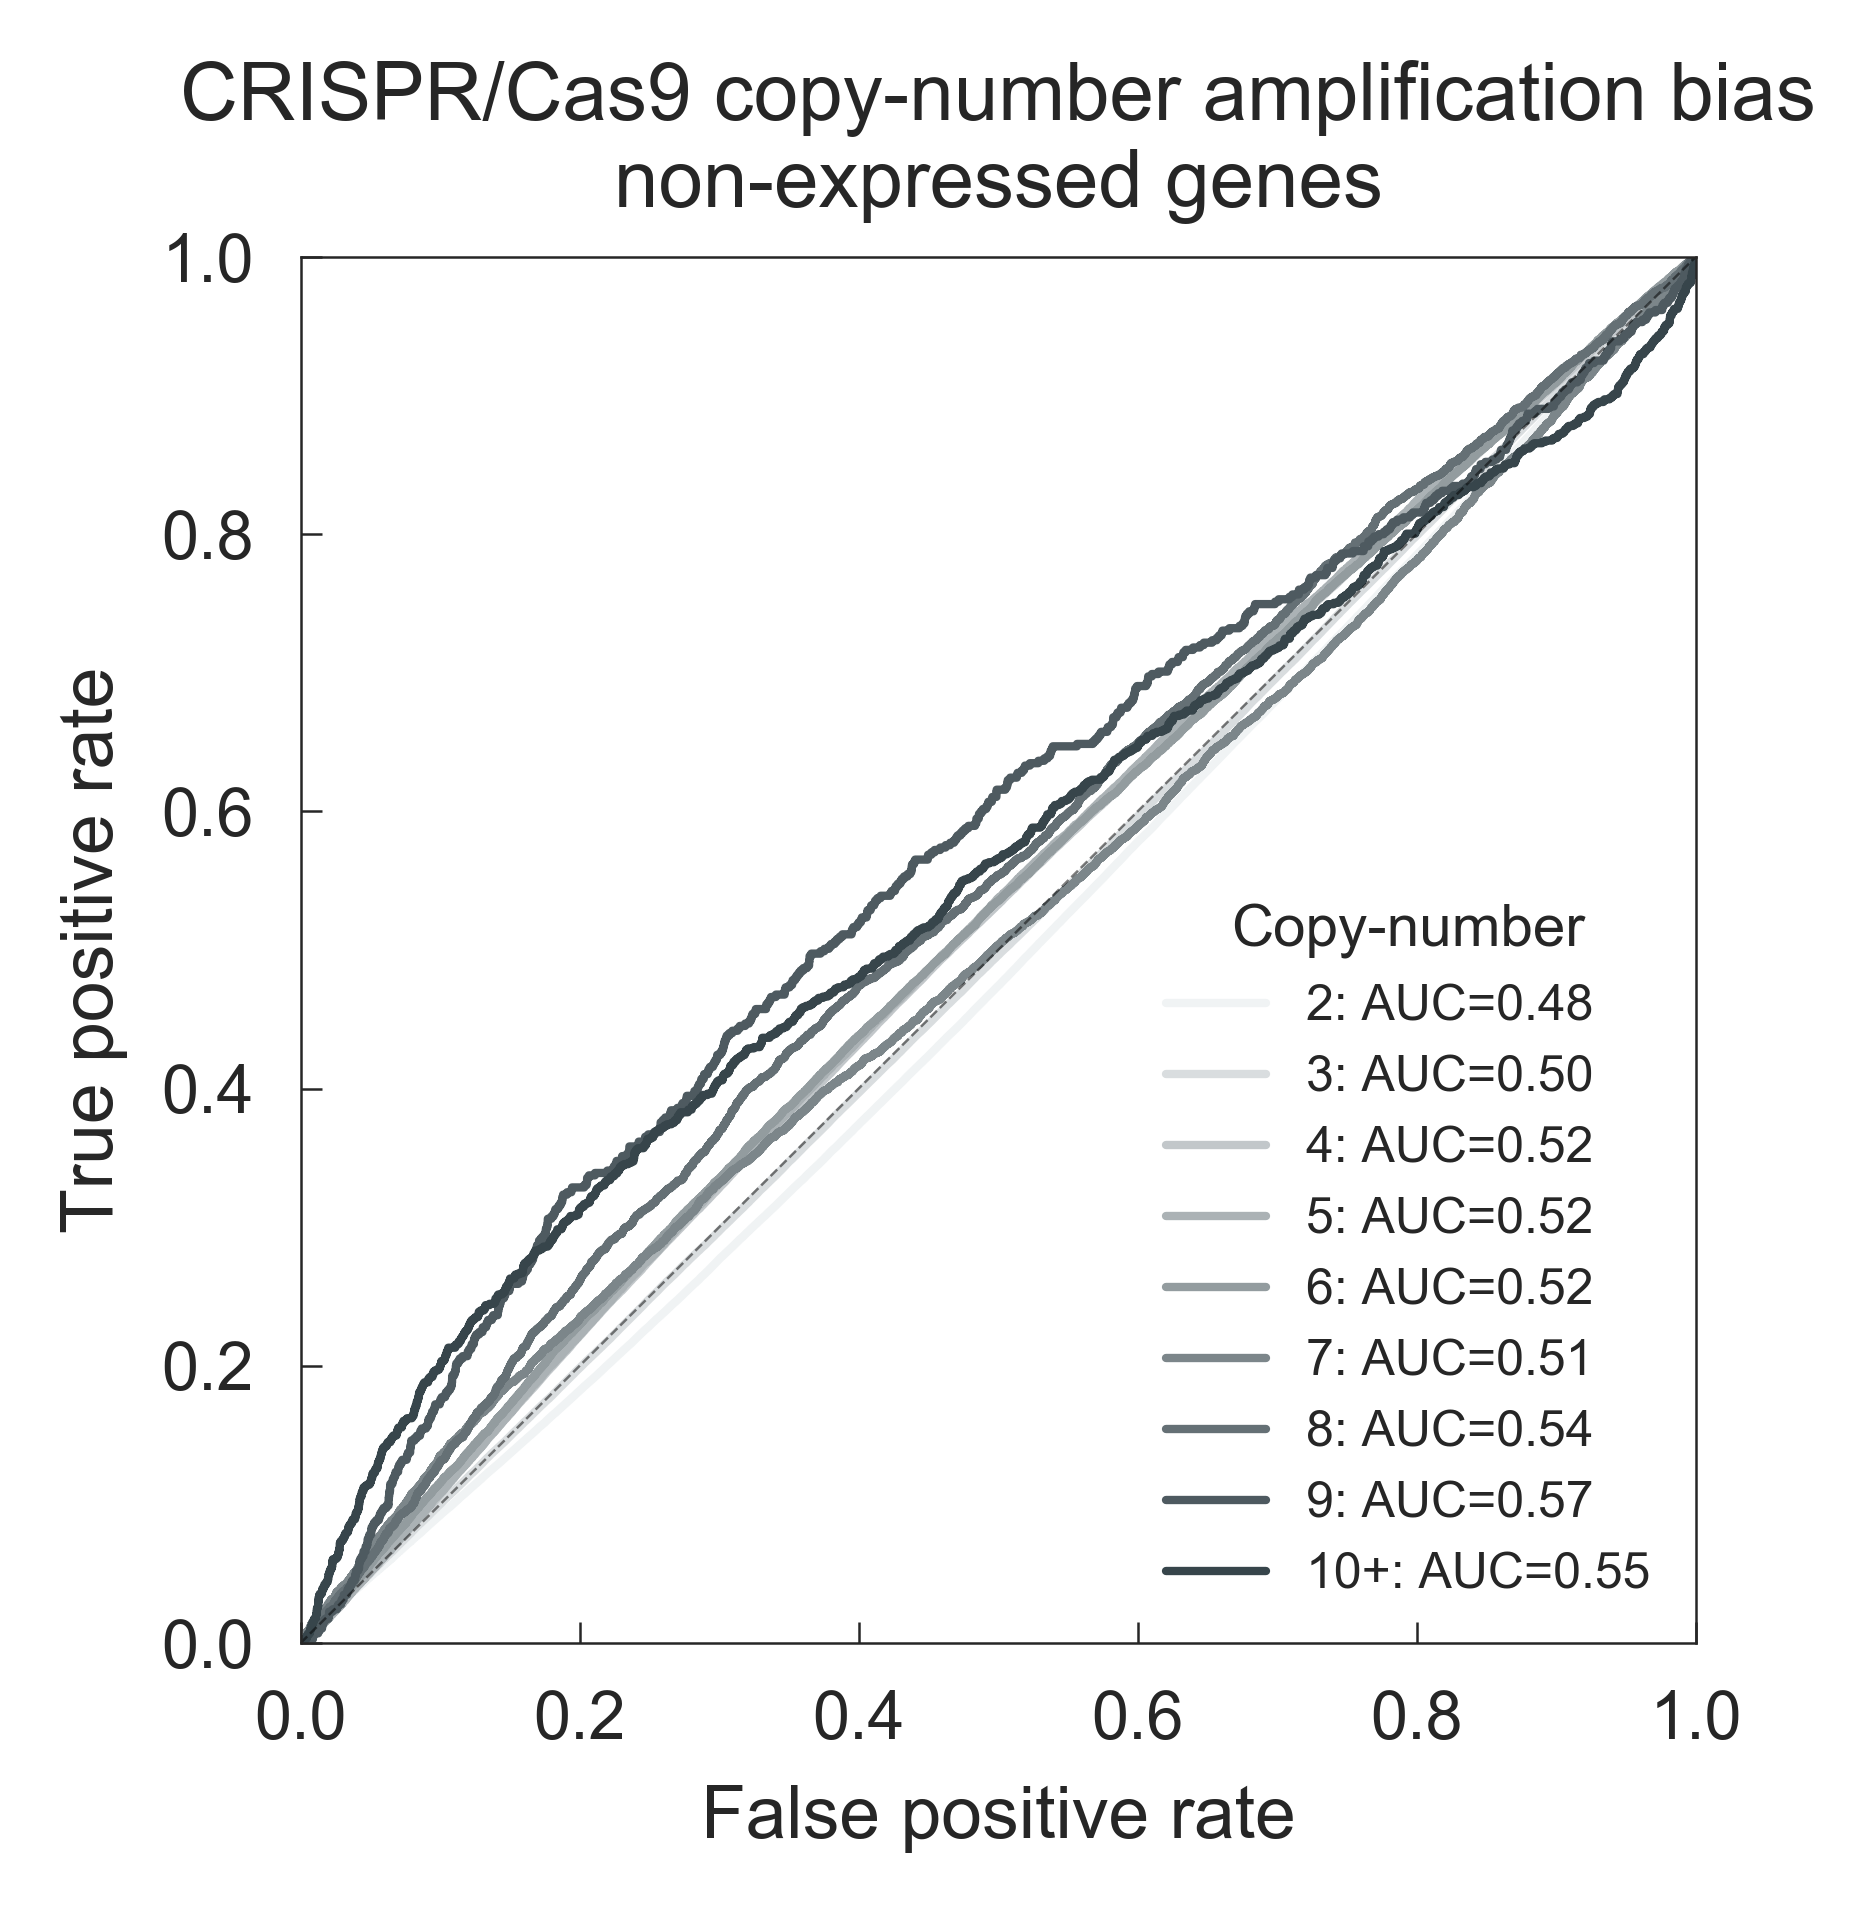 CRISPR/Cas9 copy-number amplification bias
non-expressed genes
1.0
0.8
0.6
0.4
0.2
0.0
True positive rate
Copy-number
2: AUC=0.48
3: AUC=0.50
4: AUC=0.52
5: AUC=0.52
6: AUC=0.52
7: AUC=0.51
8: AUC=0.54
9: AUC=0.57
10+: AUC=0.55
0.0 0.2 0.4 0.6 0.8 1.0
False positive rate